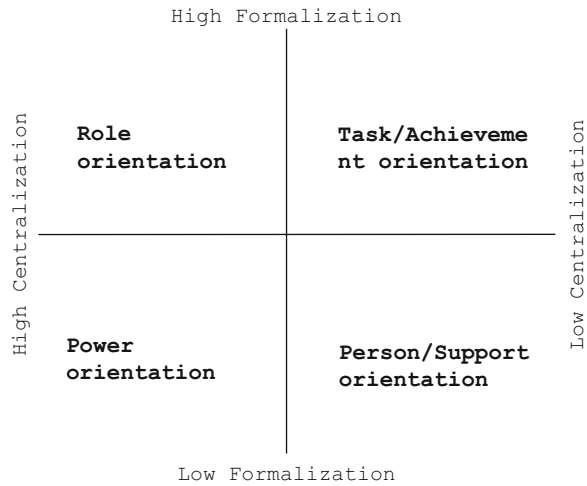 High Formalization
High Centralization
Role
orientation
Task/Achieveme
nt orientation
Low Centralization
Power
orientation
Person/Support
orientation
Low Formalization